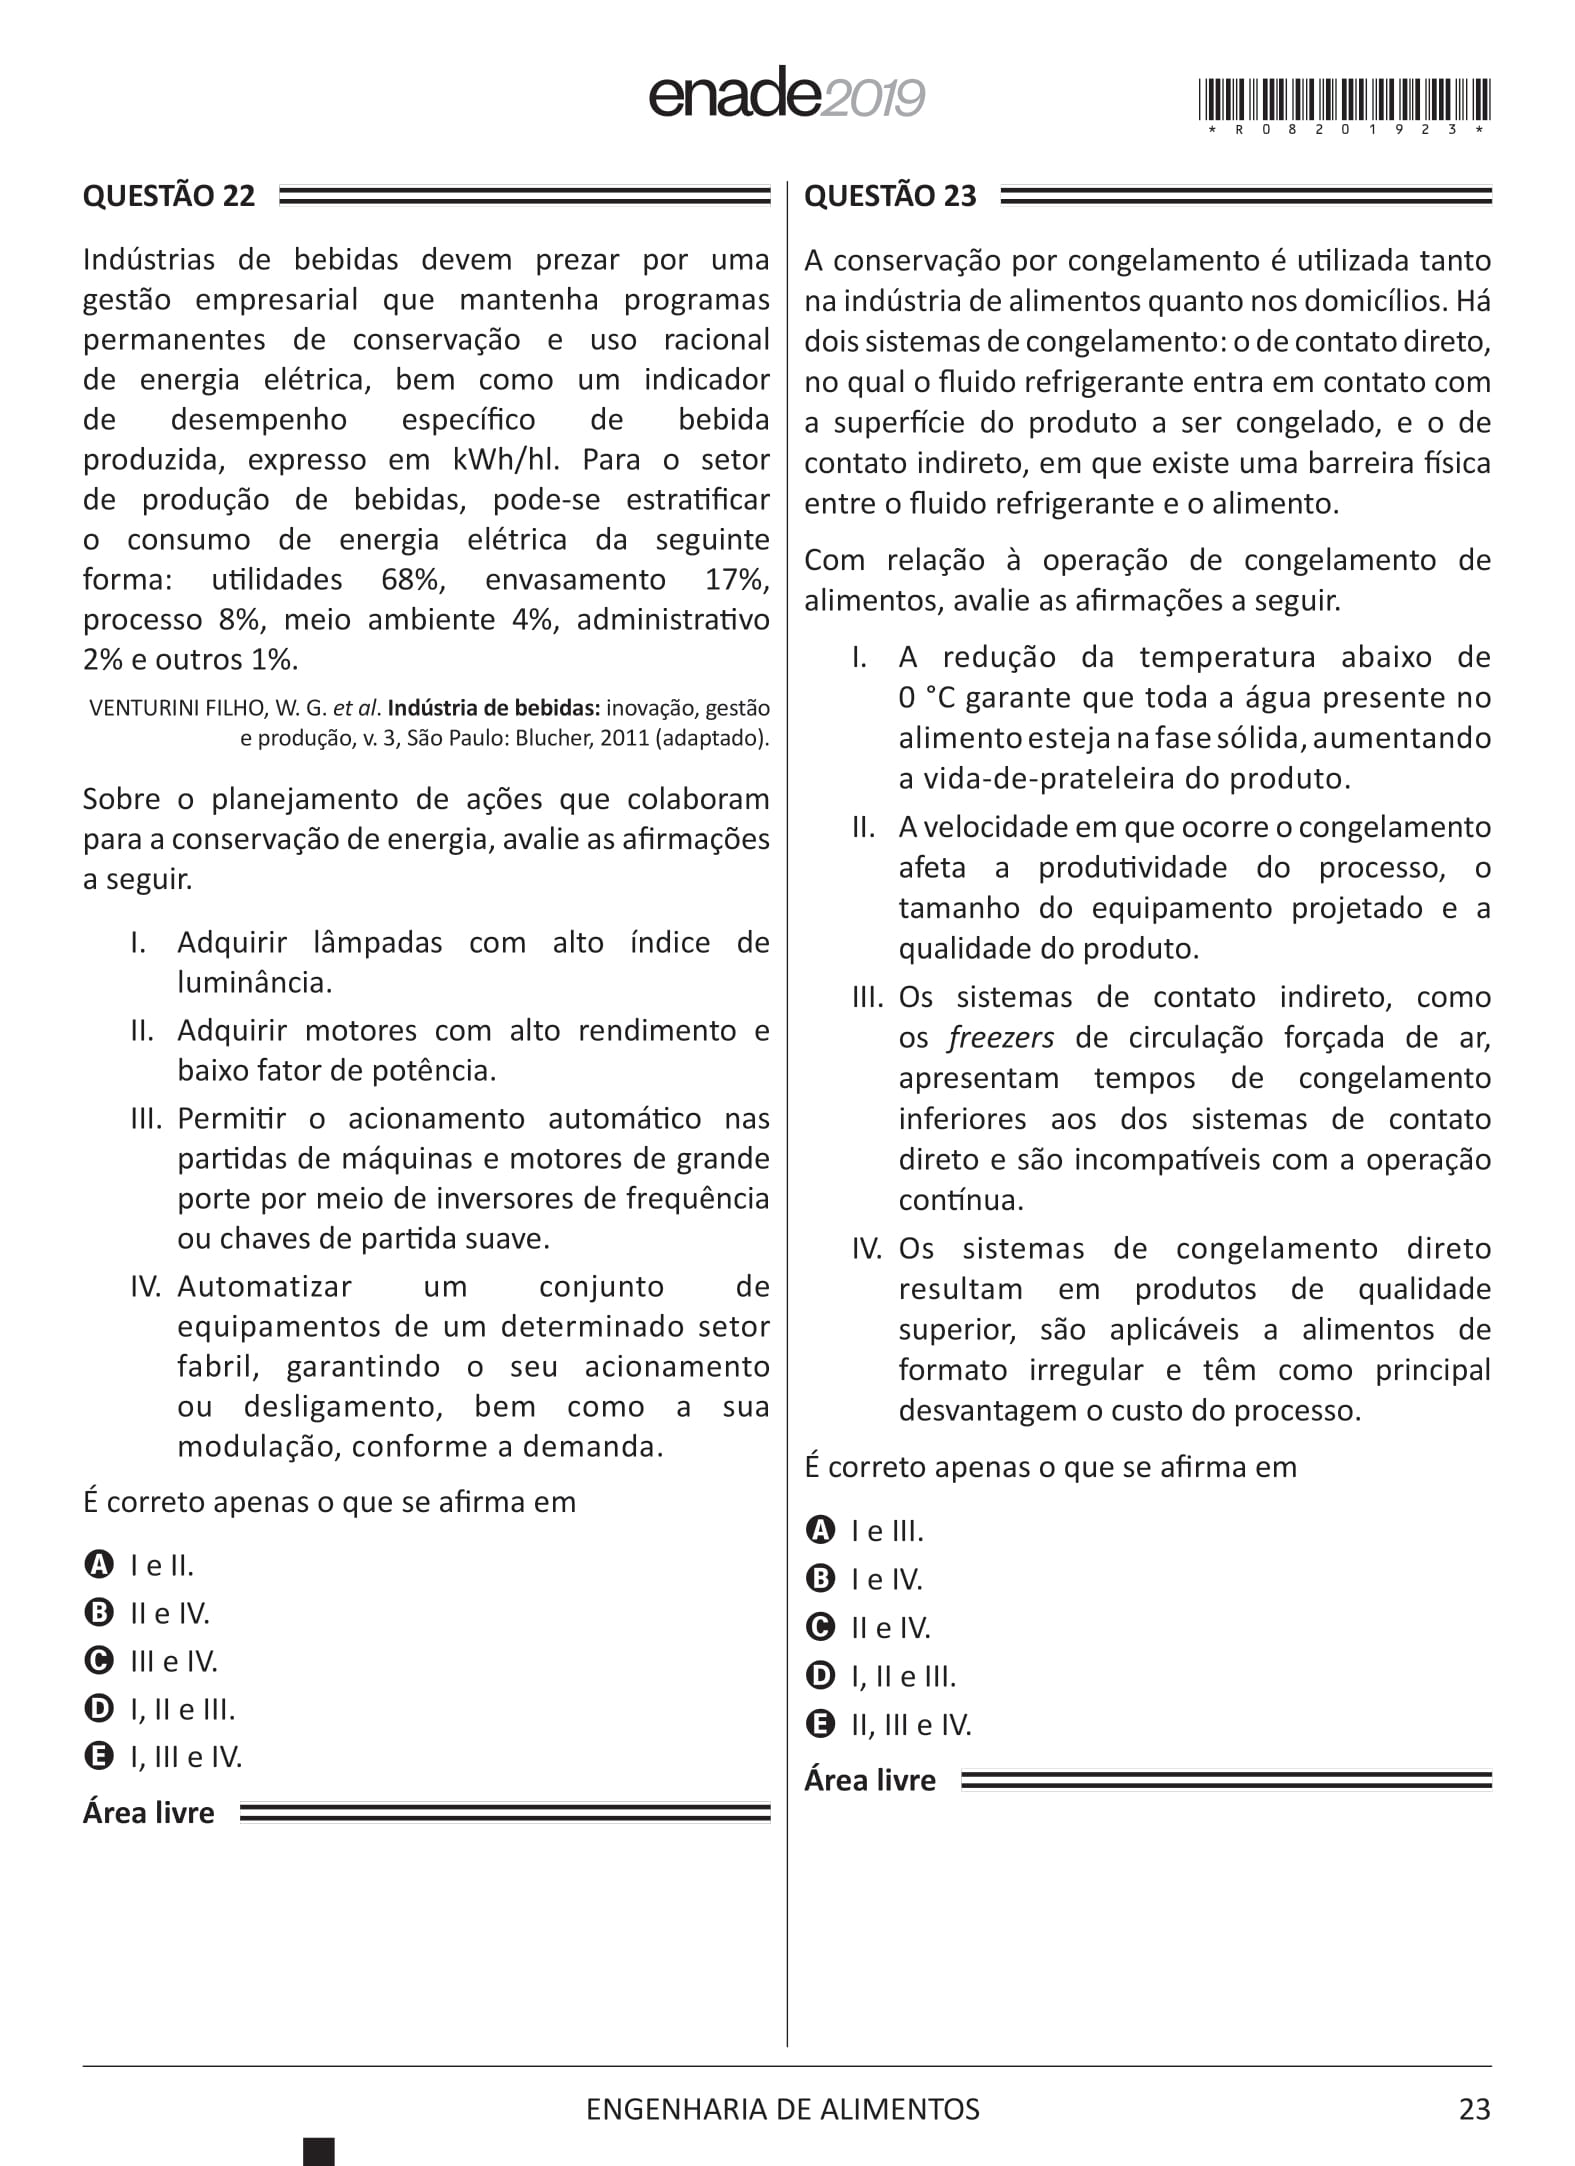 enade2019
* R 0 8 2 0 1 9 2 3 *
QUESTÃO 22
Indústrias de bebidas devem prezar por uma
gestão empresarial que mantenha programas
permanentes de conservação e uso racional
de energia elétrica, bem como um indicador
de desempenho específico de bebida
produzida, expresso em kWh/hl. Para o setor
de produção de bebidas, pode-se estratificar
o consumo de energia elétrica da seguinte
forma: utilidades 68%, envasamento 17%,
processo 8%, meio ambiente 4%, administrativo
2% e outros 1%.
VENTURINI FILHO, W. G. et al. Indústria de bebidas: inovação, gestão
e produção, v. 3, São Paulo: Blucher, 2011 (adaptado).
Sobre o planejamento de ações que colaboram
para a conservação de energia, avalie as afirmações
a seguir.
I. Adquirir lâmpadas com alto índice de
luminância.
II. Adquirir motores com alto rendimento e
baixo fator de potência.
III. Permitir o acionamento automático nas
partidas de máquinas e motores de grande
porte por meio de inversores de frequência
ou chaves de partida suave.
IV. Automatizar um conjunto de
equipamentos de um determinado setor
fabril, garantindo o seu acionamento
ou desligamento, bem como a sua
modulação, conforme a demanda.
É correto apenas o que se afirma em
A I e II.
B II e IV.
C III e IV.
D I, II e III.
E I, III e IV.
Área livre
QUESTÃO 23
A conservação por congelamento é utilizada tanto
na indústria de alimentos quanto nos domicílios. Há
dois sistemas de congelamento: o de contato direto,
no qual o fluido refrigerante entra em contato com
a superfície do produto a ser congelado, e o de
contato indireto, em que existe uma barreira física
entre o fluido refrigerante e o alimento.
Com relação à operação de congelamento de
alimentos, avalie as afirmações a seguir.
I. A redução da temperatura abaixo de
0 °C garante que toda a água presente no
alimento esteja na fase sólida, aumentando
a vida-de-prateleira do produto.
II. A velocidade em que ocorre o congelamento
afeta a produtividade do processo, o
tamanho do equipamento projetado e a
qualidade do produto.
III. Os sistemas de contato indireto, como
os freezers de circulação forçada de ar,
apresentam tempos de congelamento
inferiores aos dos sistemas de contato
direto e são incompatíveis com a operação
contínua.
IV. Os sistemas de congelamento direto
resultam em produtos de qualidade
superior, são aplicáveis a alimentos de
formato irregular e têm como principal
desvantagem o custo do processo.
É correto apenas o que se afirma em
A I e III.
B I e IV.
C II e IV.
D I, II e III.
E II, III e IV.
Área livre
ENGENHARIA DE ALIMENTOS
23